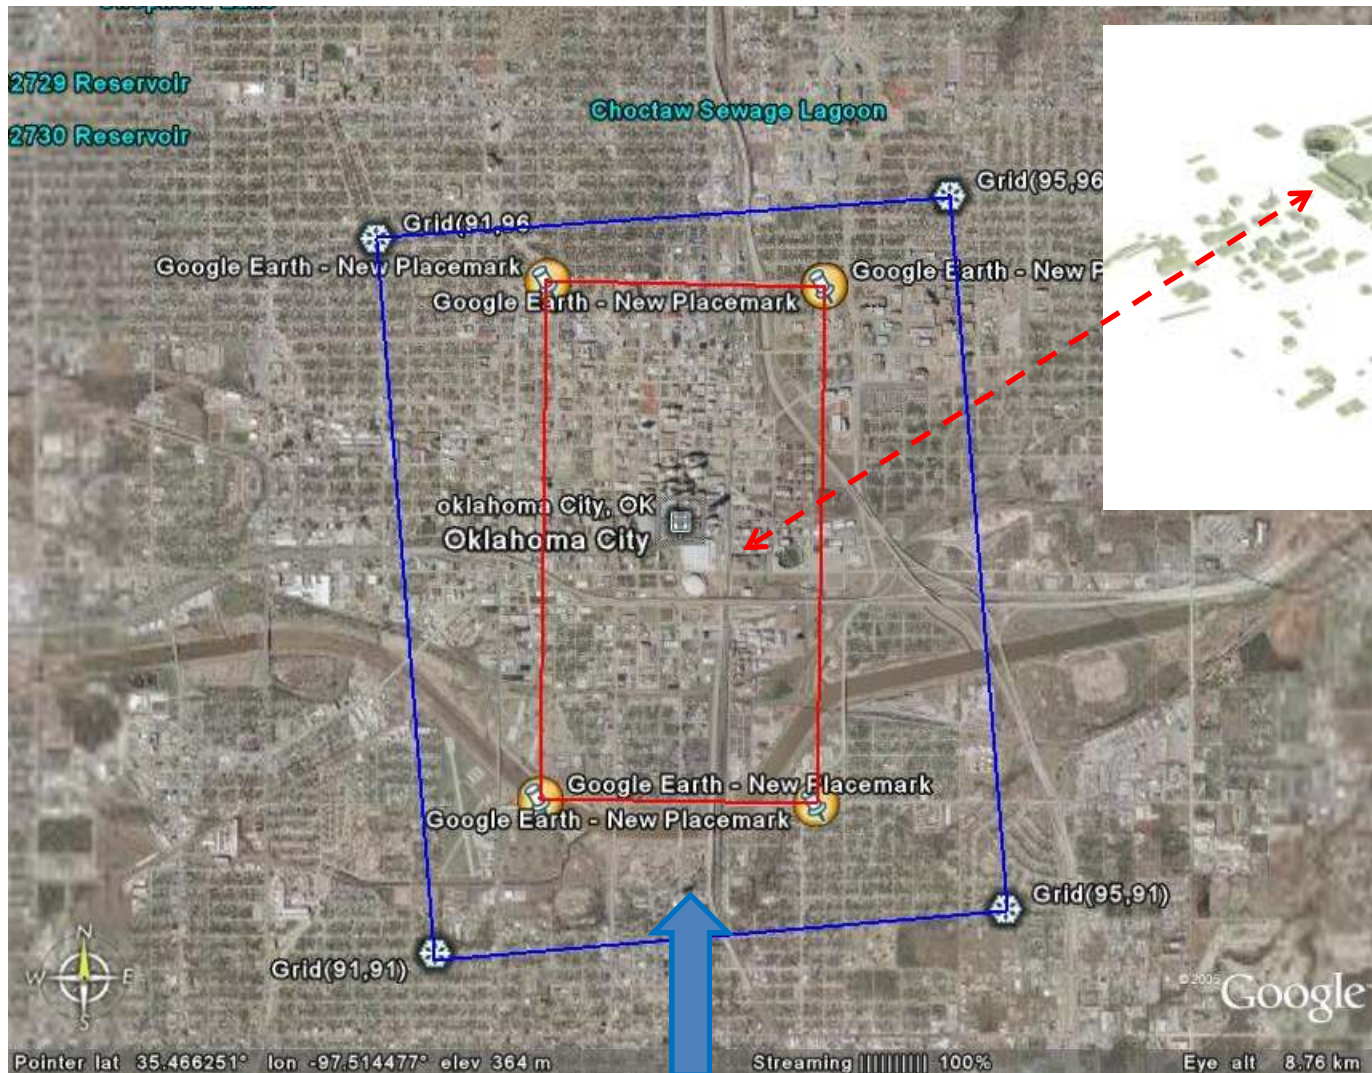 2729 Reservoir
Choctaw Sewage Lagoon
2730 Reservoir
Grid(95,96
Grid(91,96
Google Earth - New Placemark
Google Earth - New P
Google Earth - New Placemark
oklahoma City, OK
Oklahoma City
Google Earth - New Placemark
Google Earth - New Placemark
Grid(95,91)
Grid(91,91)
N
W E
S
©2005 Google
Pointer lat 35.466251° lon -97.514477° elev 364 m Streaming |||||||||| 100% Eye alt 8.76 km